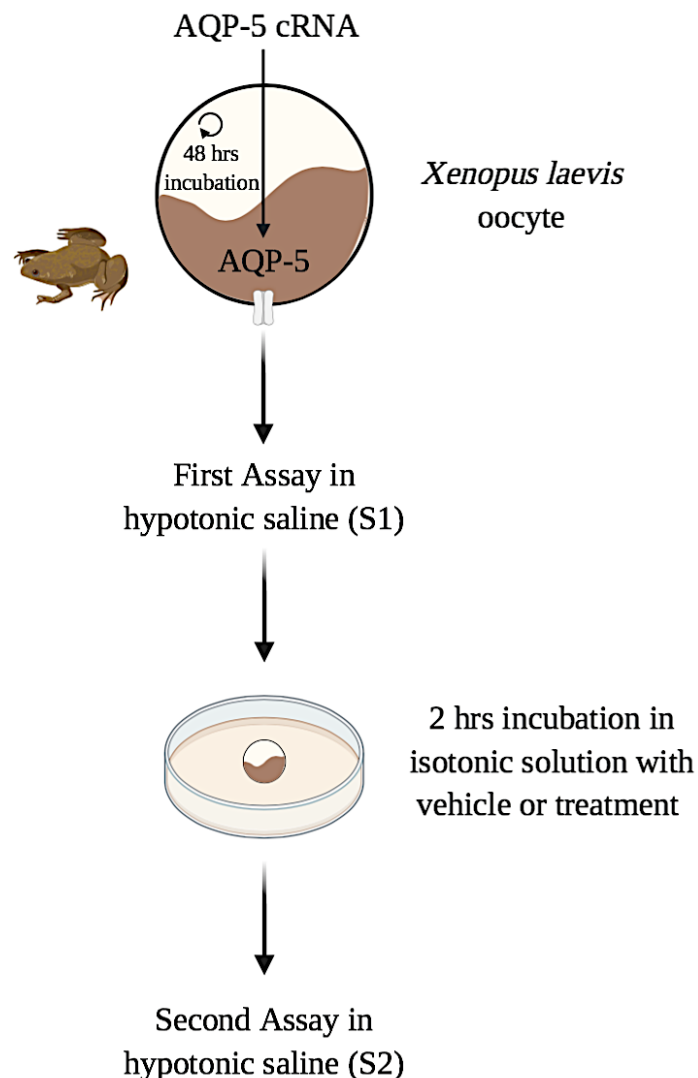 AQP-5 cRNA
48 hrs
incubation
AQP-5
Xenopus laevis
oocyte
First Assay in
hypotonic saline (S1)
2 hrs incubation in
isotonic solution with
vehicle or treatment
Second Assay in
hypotonic saline (S2)